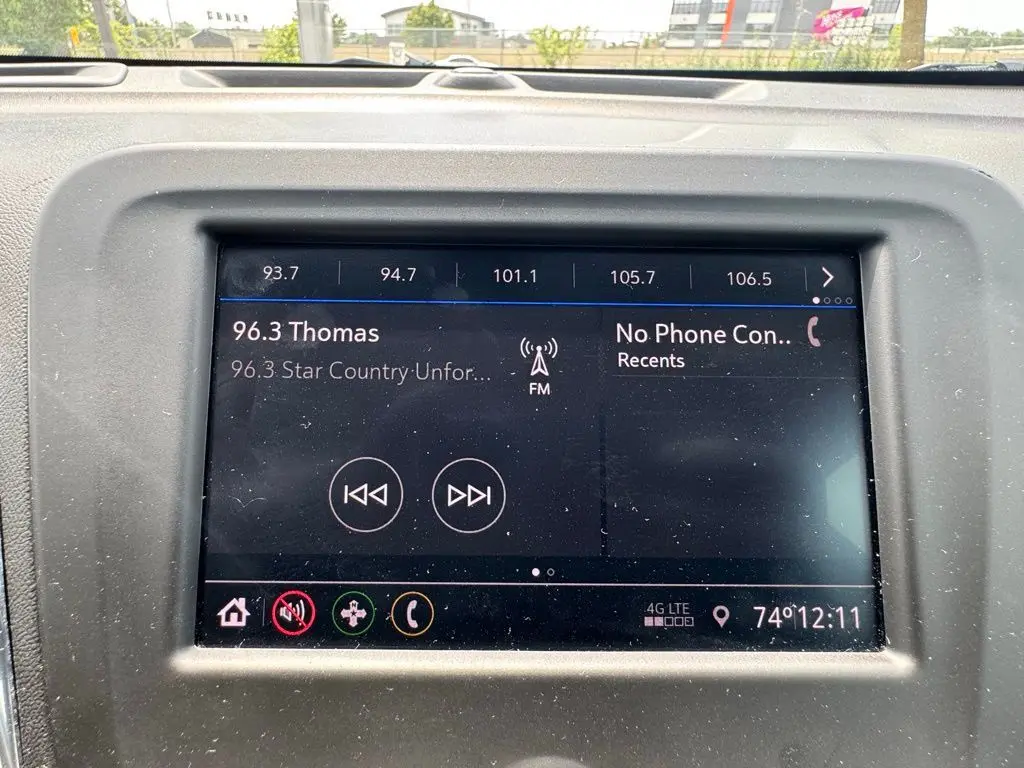 93.7 94.7 101.1 105.7 106.5
96.3 Thomas
96.3 Star Country Unfor...
FM
No Phone Con..
Recents
4G LTE
74° 12:11